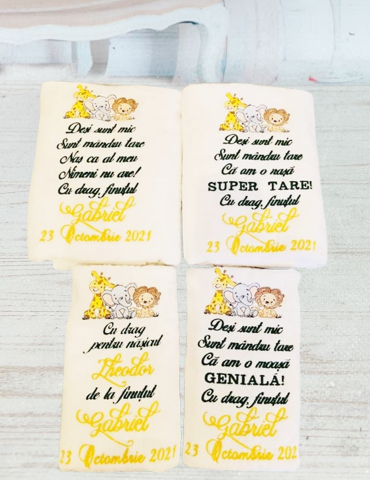 Deși sunt mic
Sunt mândru tare
Naș ca al meu
Nimeni nu are!
Cu drag, finuțul
Gabriel
23 Octombrie 2021
Deși sunt mic
Sunt mândru tare
Că am o nașă
SUPER TARE!
Cu drag, finuțul
Gabriel
23 Octombrie 2021
Cu drag
pentru nașicul
Theodor
de la finuțul
Gabriel
23 Octombrie 2021
Deși sunt mic
Sunt mândru tare
Că am o moașă
GENIALĂ!
Cu drag, finuțul
Gabriel
23 Octombrie 202